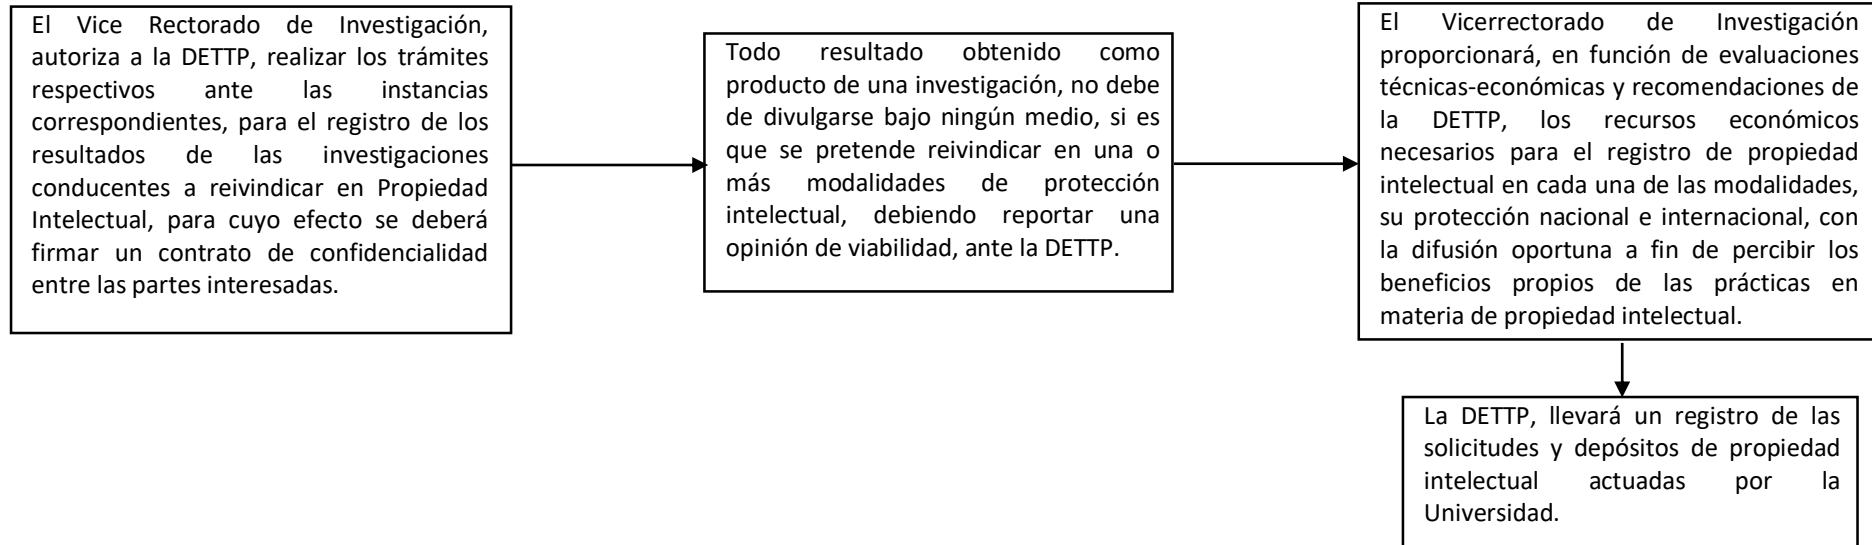 El Vice Rectorado de Investigación,
autoriza a la DETTP, realizar los trámites
respectivos ante las instancias
correspondientes, para el registro de los
resultados de las investigaciones
conducentes a reivindicar en Propiedad
Intelectual, para cuyo efecto se deberá
firmar un contrato de confidencialidad
entre las partes interesadas.
Todo resultado obtenido como
producto de una investigación, no debe
de divulgarse bajo ningún medio, si es
que se pretende reivindicar en una o
más modalidades de protección
intelectual, debiendo reportar una
opinión de viabilidad, ante la DETTP.
El Vicerrectorado de Investigación
proporcionará, en función de evaluaciones
técnicas-económicas y recomendaciones de
la DETTP, los recursos económicos
necesarios para el registro de propiedad
intelectual en cada una de las modalidades,
su protección nacional e internacional, con
la difusión oportuna a fin de percibir los
beneficios propios de las prácticas en
materia de propiedad intelectual.
La DETTP, llevará un registro de las
solicitudes y depósitos de propiedad
intelectual actuadas por la
Universidad.